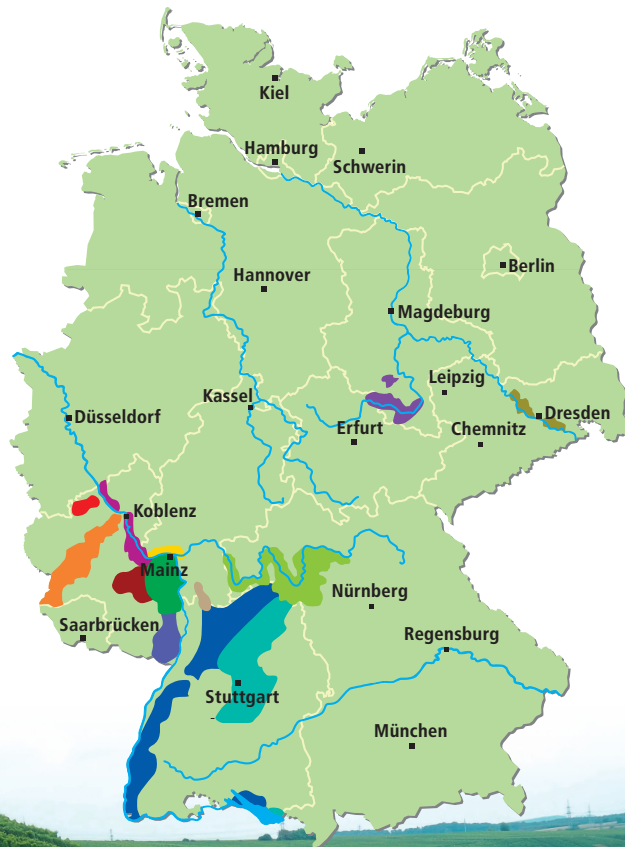 Kiel
Hamburg
Schwerin
Bremen
Berlin
Hannover
Magdeburg
Leipzig
Kassel
Düsseldorf
Dresden
Erfurt
Chemnitz
Koblenz
Mainz
Nürnberg
Saarbrücken
Regensburg
Stuttgart
München